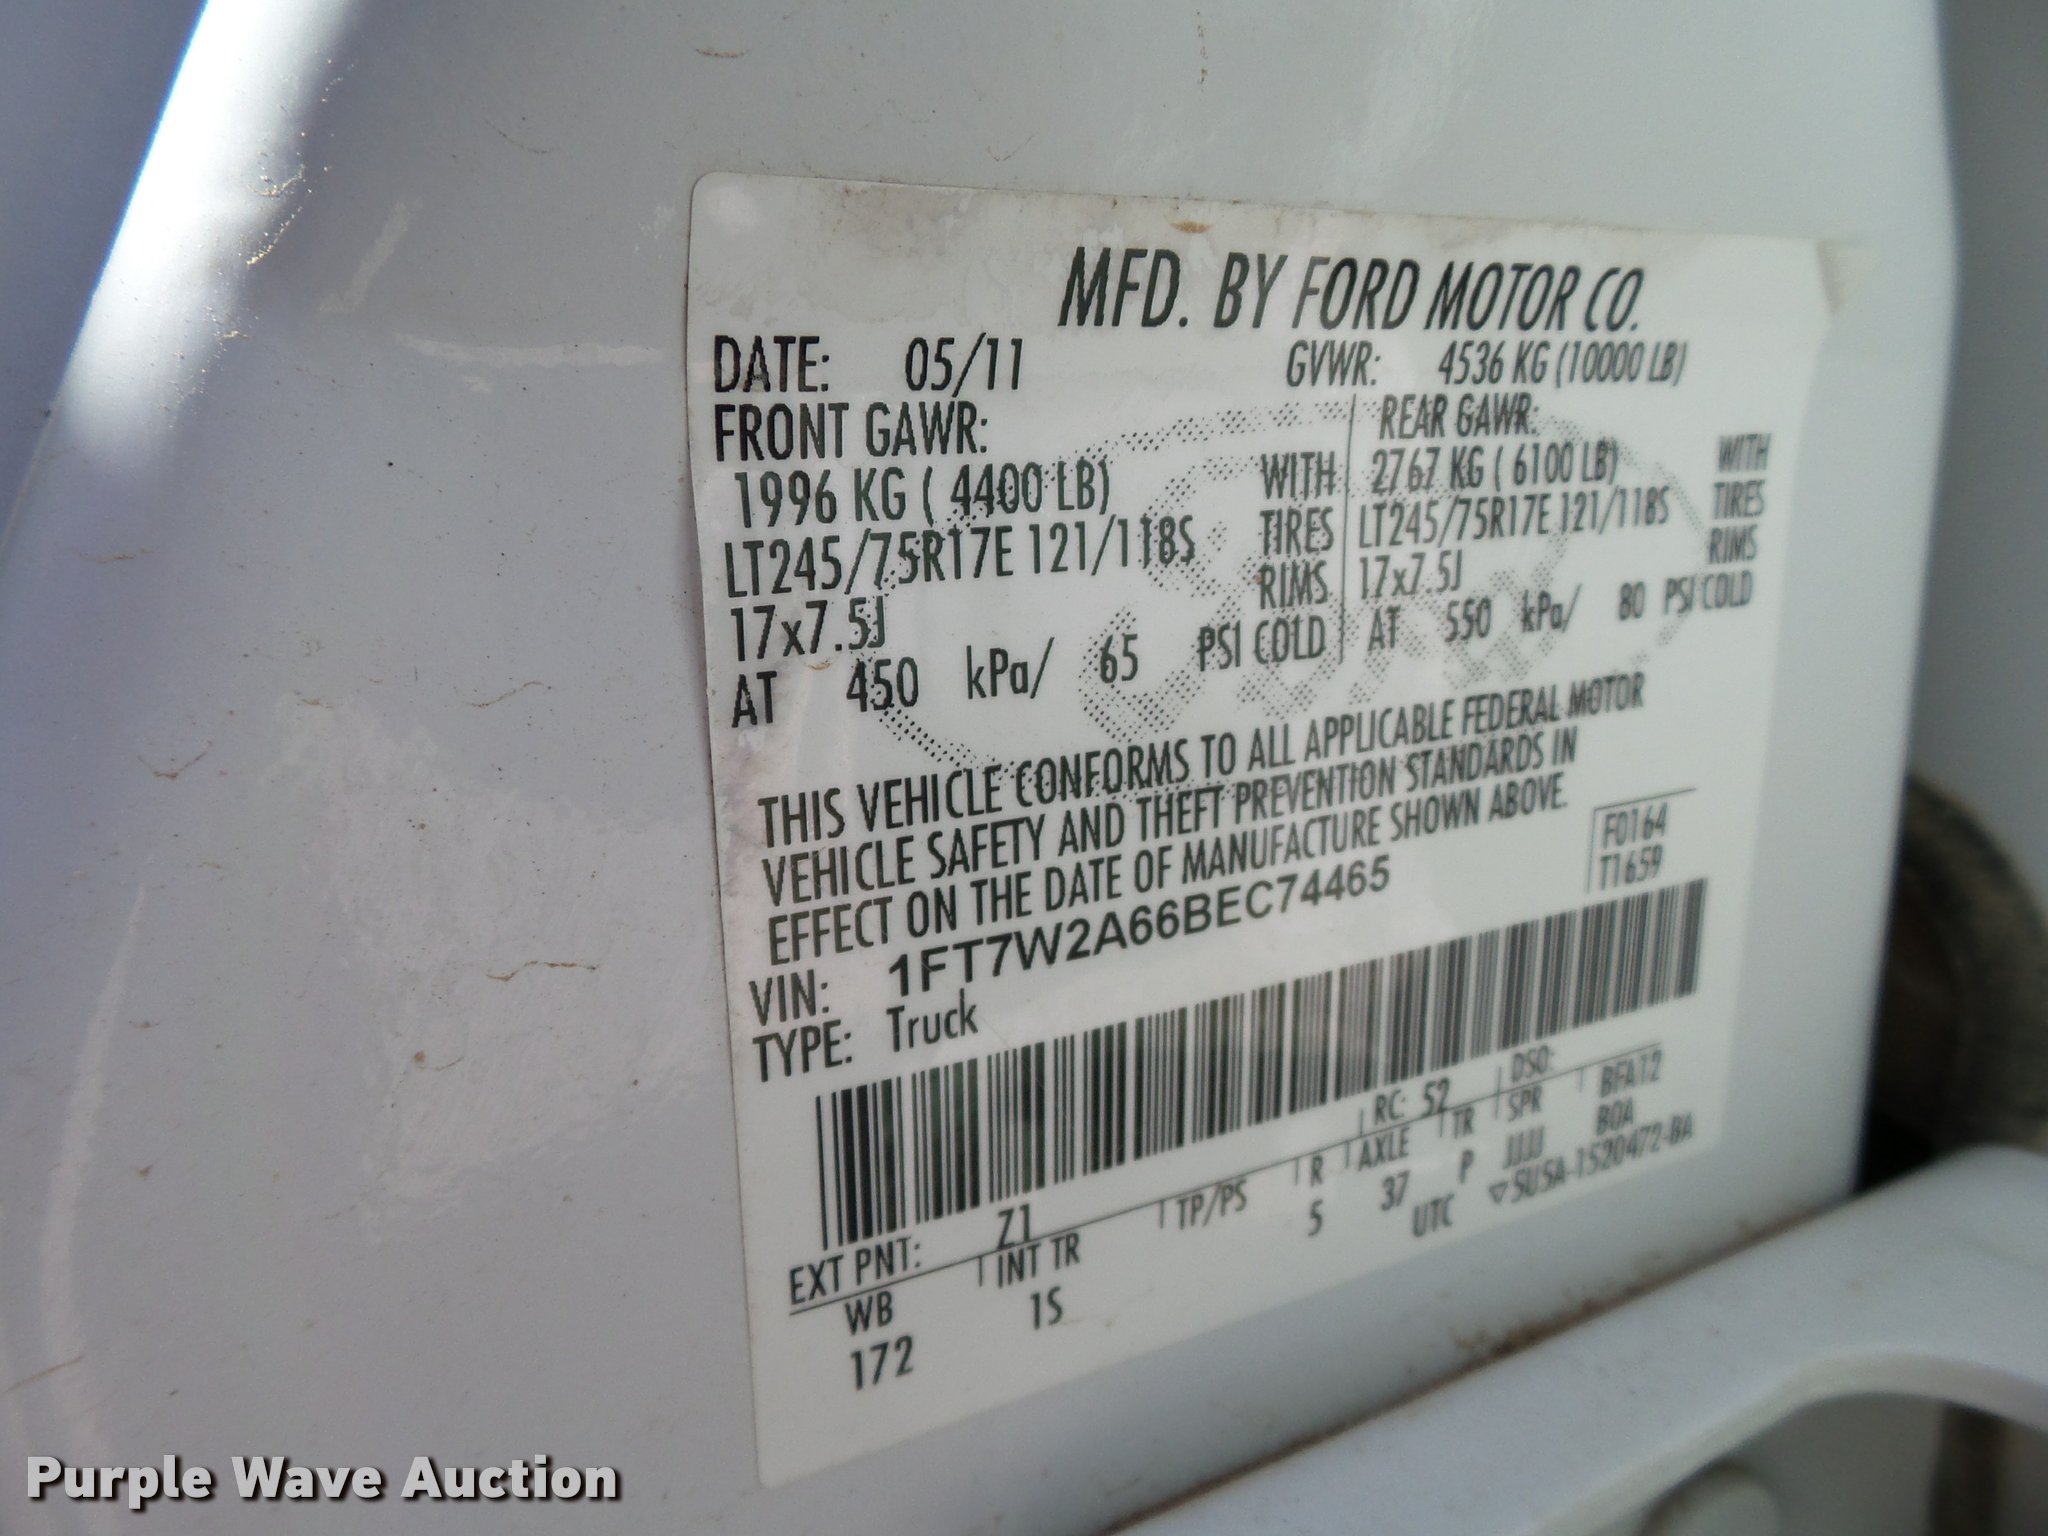 MFD. BY FORD MOTOR CO.
DATE: 05/11 GVWR: 4536 KG (10000 LB)
FRONT GAWR: REAR GAWR:
1996 KG ( 4400 LB) WITH 2767 KG ( 6100 LB) WITH
LT245/75R17E 121/118S TIRES LT245/75R17E 121/118S TIRES
17x7.5J RIMS 17x7.5J RIMS
AT 450 kPa/ 65 PSI COLD AT 550 kPa/ 80 PSI COLD
THIS VEHICLE CONFORMS TO ALL APPLICABLE FEDERAL MOTOR
VEHICLE SAFETY AND THEFT PREVENTION STANDARDS IN
EFFECT ON THE DATE OF MANUFACTURE SHOWN ABOVE.
F0164
T1659
VIN: 1FT7W2A66BEC74465
TYPE: Truck
EXT PNT: Z1 RC: 52 DSO:
WB INT TR TP/PS R AXLE TR SPR BFA12
172 1S 5 37 P JJJJ BOA
UTC ▽5U5A-1520472-BA
Purple Wave Auction